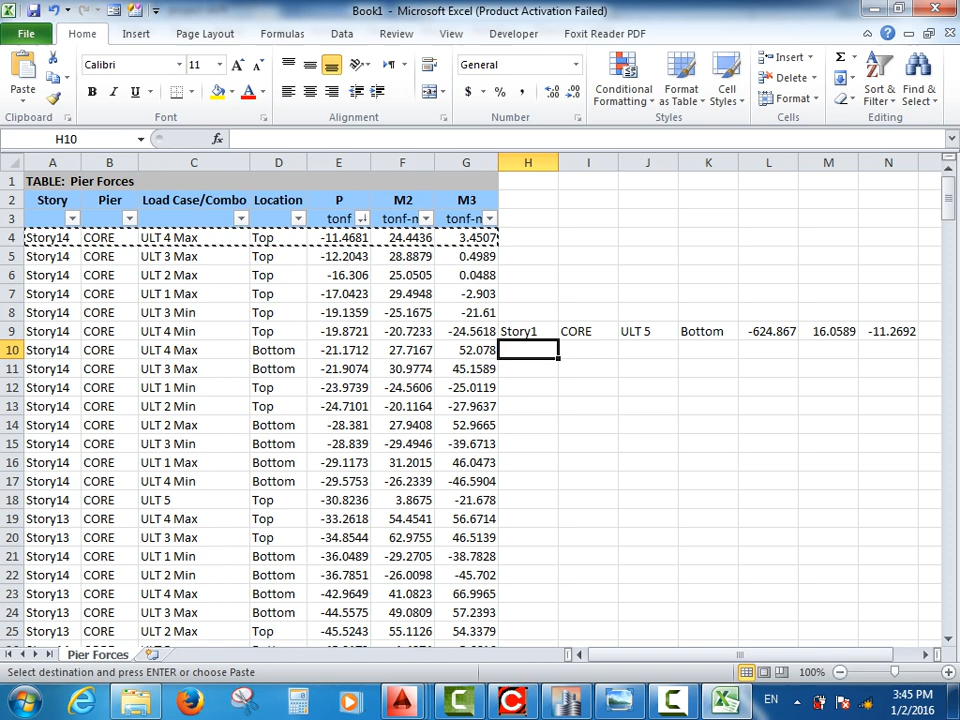 Book1 - Microsoft Excel (Product Activation Failed)
File Home Insert Page Layout Formulas Data Review View Developer Foxit Reader PDF
Paste
Calibri 11
B I U
A
General
$ % ,
Conditional Formatting
Format as Table
Cell Styles
Insert
Delete
Format
Sort & Filter
Find & Select
Clipboard Font Alignment Number Styles Cells Editing
H10 fx
A B C D E F G H I J K L M N
1 TABLE: Pier Forces
2 Story Pier Load Case/Combo Location P M2 M3
3 tonf tonf-n tonf-n
4 Story14 CORE ULT 4 Max Top -11.4681 24.4436 3.4507
5 Story14 CORE ULT 3 Max Top -12.2043 28.8879 0.4989
6 Story14 CORE ULT 2 Max Top -16.306 25.0505 0.0488
7 Story14 CORE ULT 1 Max Top -17.0423 29.4948 -2.903
8 Story14 CORE ULT 3 Min Top -19.1359 -25.1675 -21.61
9 Story14 CORE ULT 4 Min Top -19.8721 -20.7233 -24.5618 Story1 CORE ULT 5 Bottom -624.867 16.0589 -11.2692
10 Story14 CORE ULT 4 Max Bottom -21.1712 27.7167 52.078
11 Story14 CORE ULT 3 Max Bottom -21.9074 30.9774 45.1589
12 Story14 CORE ULT 1 Min Top -23.9739 -24.5606 -25.0119
13 Story14 CORE ULT 2 Min Top -24.7101 -20.1164 -27.9637
14 Story14 CORE ULT 2 Max Bottom -28.381 27.9408 52.9665
15 Story14 CORE ULT 3 Min Bottom -28.839 -29.4946 -39.6713
16 Story14 CORE ULT 1 Max Bottom -29.1173 31.2015 46.0473
17 Story14 CORE ULT 4 Min Bottom -29.5753 -26.2339 -46.5904
18 Story14 CORE ULT 5 Top -30.8236 3.8675 -21.678
19 Story13 CORE ULT 4 Max Top -33.2618 54.4541 56.6714
20 Story13 CORE ULT 3 Max Top -34.8544 62.9755 46.5139
21 Story14 CORE ULT 1 Min Bottom -36.0489 -29.2705 -38.7828
22 Story14 CORE ULT 2 Min Bottom -36.7851 -26.0098 -45.702
23 Story13 CORE ULT 4 Max Bottom -42.9649 41.0823 66.9965
24 Story13 CORE ULT 3 Max Bottom -44.5575 49.0809 57.2393
25 Story13 CORE ULT 2 Max Top -45.5243 55.1126 54.3379
Pier Forces
Select destination and press ENTER or choose Paste 100%
EN
3:45 PM
1/2/2016